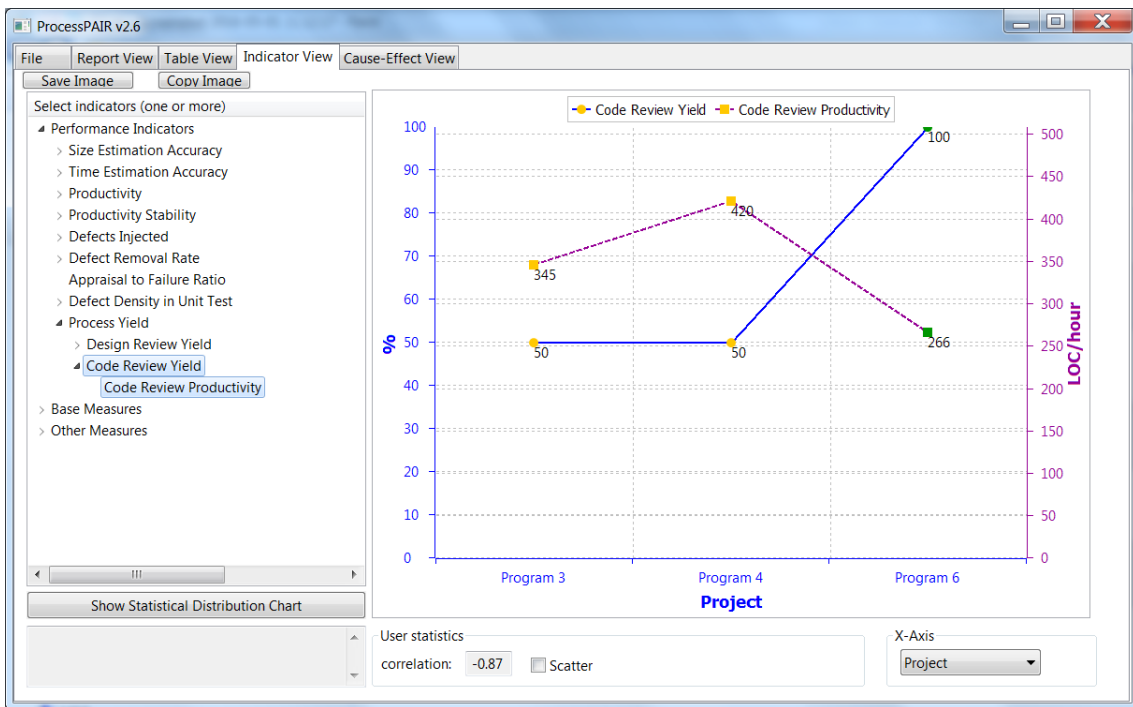 ProcessPAIR v2.6
File Report View Table View Indicator View Cause-Effect View
Save Image Copy Image
Select indicators (one or more)
Performance Indicators
Size Estimation Accuracy
Time Estimation Accuracy
Productivity
Productivity Stability
Defects Injected
Defect Removal Rate
Appraisal to Failure Ratio
Defect Density in Unit Test
Process Yield
Design Review Yield
Code Review Yield
Code Review Productivity
Base Measures
Other Measures
Show Statistical Distribution Chart
Code Review Yield Code Review Productivity
100
90
80
70
60
50
40
30
20
10
0
%
345
420
266
50
50
100
500
450
400
350
300
250
200
150
100
50
0
LOC/hour
Program 3 Program 4 Program 6
Project
User statistics
correlation: -0.87 Scatter
X-Axis
Project